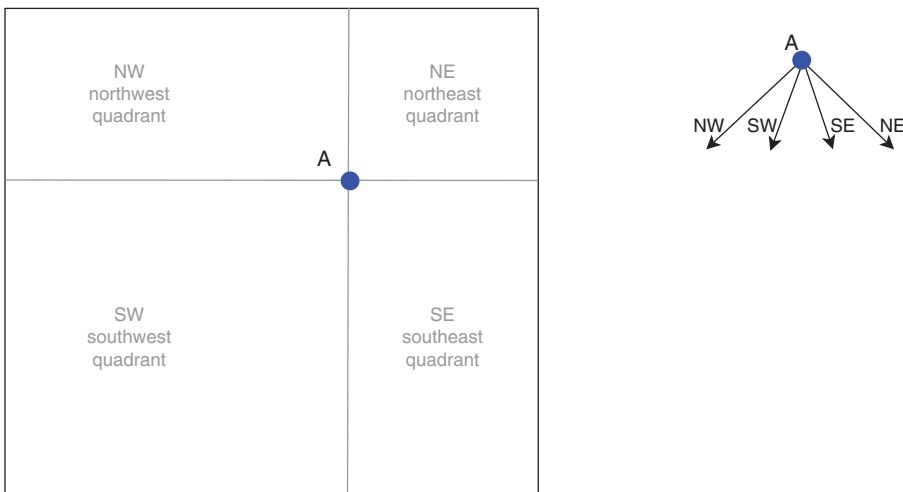 NW
northwest
quadrant
NE
northeast
quadrant
A
SW
southwest
quadrant
SE
southeast
quadrant
A
NW SW SE NE